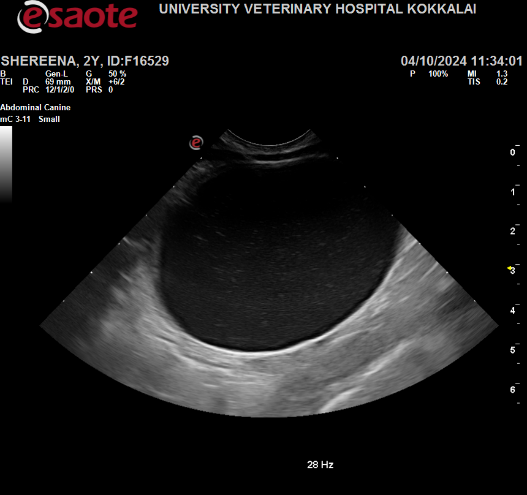 esaote
UNIVERSITY VETERINARY HOSPITAL KOKKALAI
SHEREENA, 2Y, ID:F16529
04/10/2024 11:34:01
B Gen-L G 50 % P 100% MI 1.3
TEI D 69 mm X/M +6/2 TIS 0.2
PRC 12/1/2/0 PRS 0
Abdominal Canine
mC 3-11 Small
e
0
1
2
3
4
5
6
28 Hz